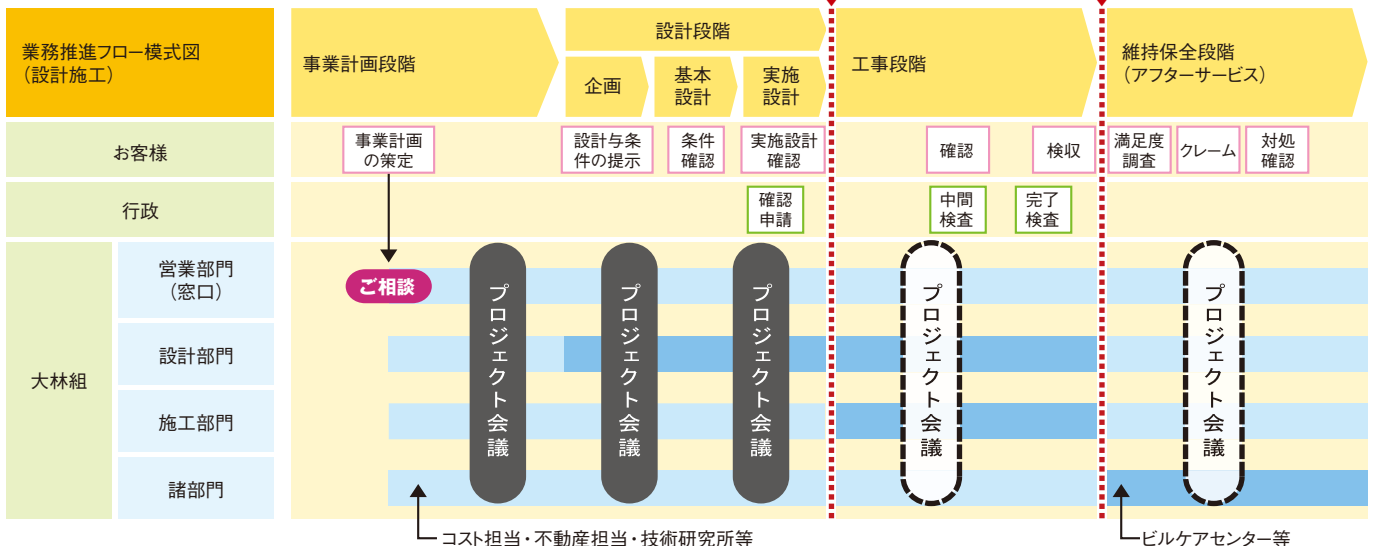 業務推進フロー模式図
（設計施工）
事業計画段階
設計段階
企画
基本
設計
実施
設計
工事段階
維持保全段階
（アフターサービス）
お客様
事業計画
の策定
設計与条
件の提示
条件
確認
実施設計
確認
確認
検収
満足度
調査
クレーム
対処
確認
行政
確認
申請
中間
検査
完了
検査
大林組
営業部門
（窓口）
設計部門
施工部門
諸部門
ご相談
プロジェクト会議
プロジェクト会議
プロジェクト会議
プロジェクト会議
プロジェクト会議
コスト担当・不動産担当・技術研究所等
ビルケアセンター等